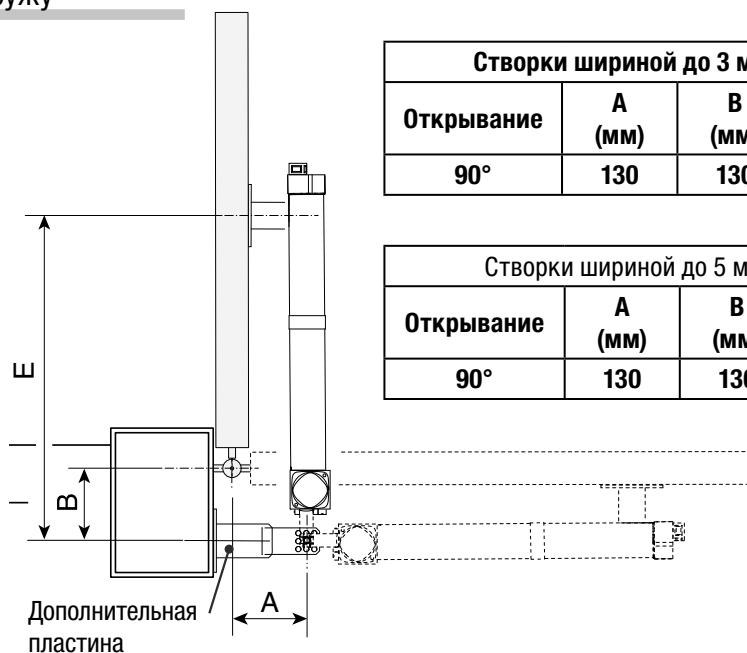 Створки шириной до 3 м
Открывание A (мм) B
90° 130
Створки шириной до 5 м
Открывание A (мм) B
90° 130
E
B
A
Дополнительная
пластина